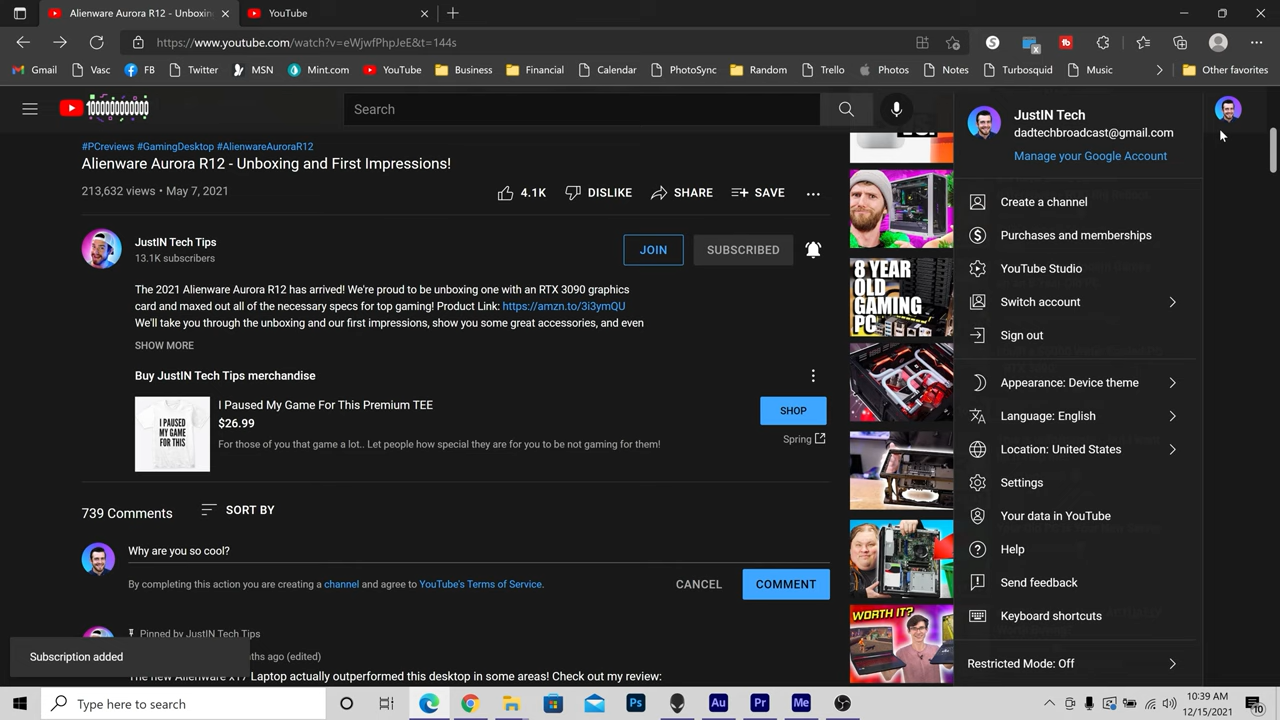 Alienware Aurora R12 - Unboxin
YouTube
https://www.youtube.com/watch?v=eWjwfPhpJeE&t=144s
Gmail
Vasc
FB
Twitter
MSN
Mint.com
YouTube
Business
Financial
Calendar
PhotoSync
Random
Trello
Photos
Notes
Turbosquid
Music
Other favorites
100000000000
Search
#PCreviews #GamingDesktop #AlienwareAuroraR12
Alienware Aurora R12 - Unboxing and First Impressions!
213,632 views • May 7, 2021
4.1K
DISLIKE
SHARE
SAVE
JustIN Tech Tips
13.1K subscribers
JOIN
SUBSCRIBED
The 2021 Alienware Aurora R12 has arrived! We're proud to be unboxing one with an RTX 3090 graphics
card and maxed out all of the necessary specs for top gaming! Product Link: https://amzn.to/3i3ymQU
We'll take you through the unboxing and our first impressions, show you some great accessories, and even
SHOW MORE
Buy JustIN Tech Tips merchandise
I PAUSED
MY GAME
FOR THIS
I Paused My Game For This Premium TEE
$26.99
For those of you that game a lot.. Let people how special they are for you to be not gaming for them!
SHOP
Spring
739 Comments
SORT BY
Why are you so cool?
By completing this action you are creating a channel and agree to YouTube's Terms of Service.
CANCEL
COMMENT
Pinned by JustIN Tech Tips
ths ago (edited)
The new Alienware x17 Laptop actually outperformed this desktop in some areas! Check out my review:
Subscription added
8 YEAR
OLD
GAMING
PC
WORTH IT?
JustIN Tech
dadtechbroadcast@gmail.com
Manage your Google Account
Create a channel
Purchases and memberships
YouTube Studio
Switch account
Sign out
Appearance: Device theme
Language: English
Location: United States
Settings
Your data in YouTube
Help
Send feedback
Keyboard shortcuts
Restricted Mode: Off
Type here to search
Ps
Au
Pr
Me
10:39 AM
12/15/2021
10